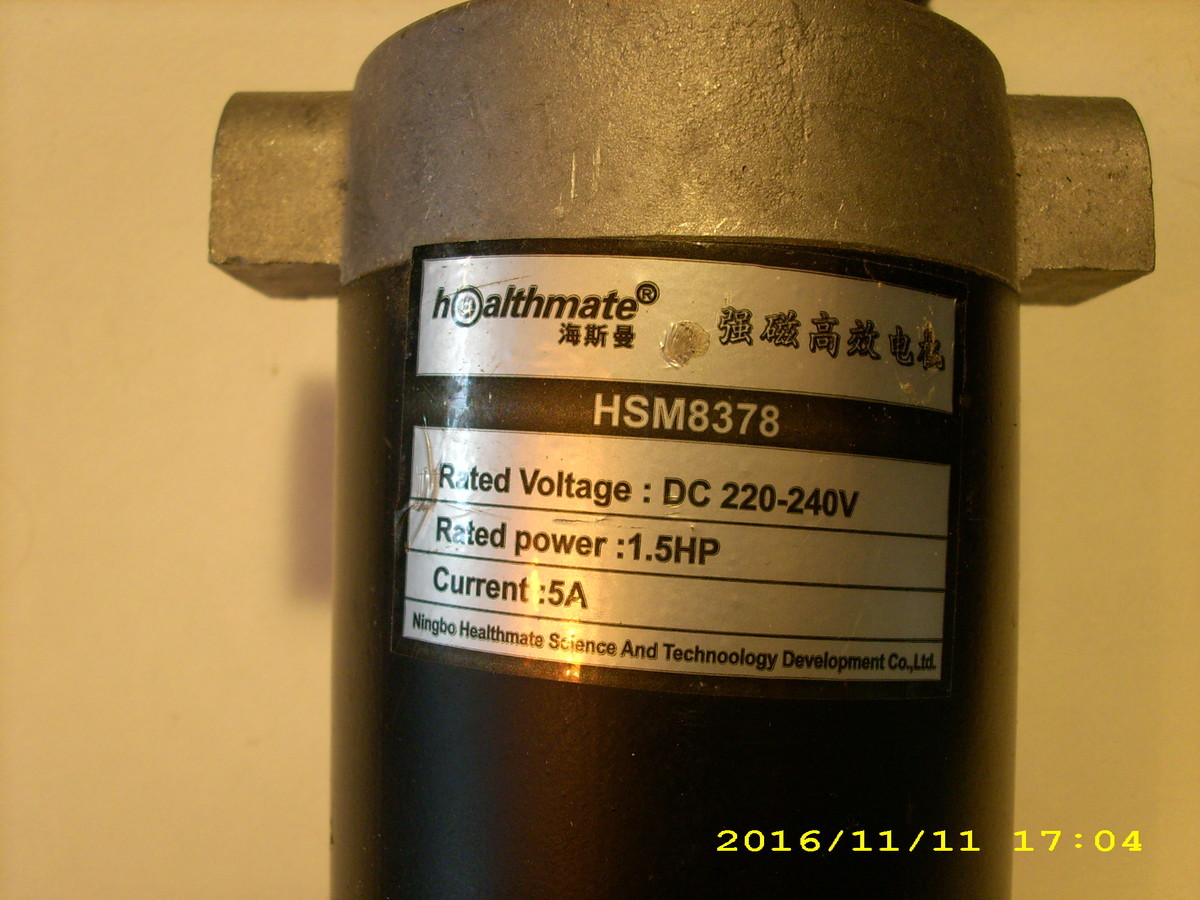 healthmate®
海斯曼
强磁高效电机
HSM8378
Rated Voltage : DC 220-240V
Rated power :1.5HP
Current :5A
Ningbo Healthmate Science And Technoology Development Co.,Ltd.
2016/11/11 17:04